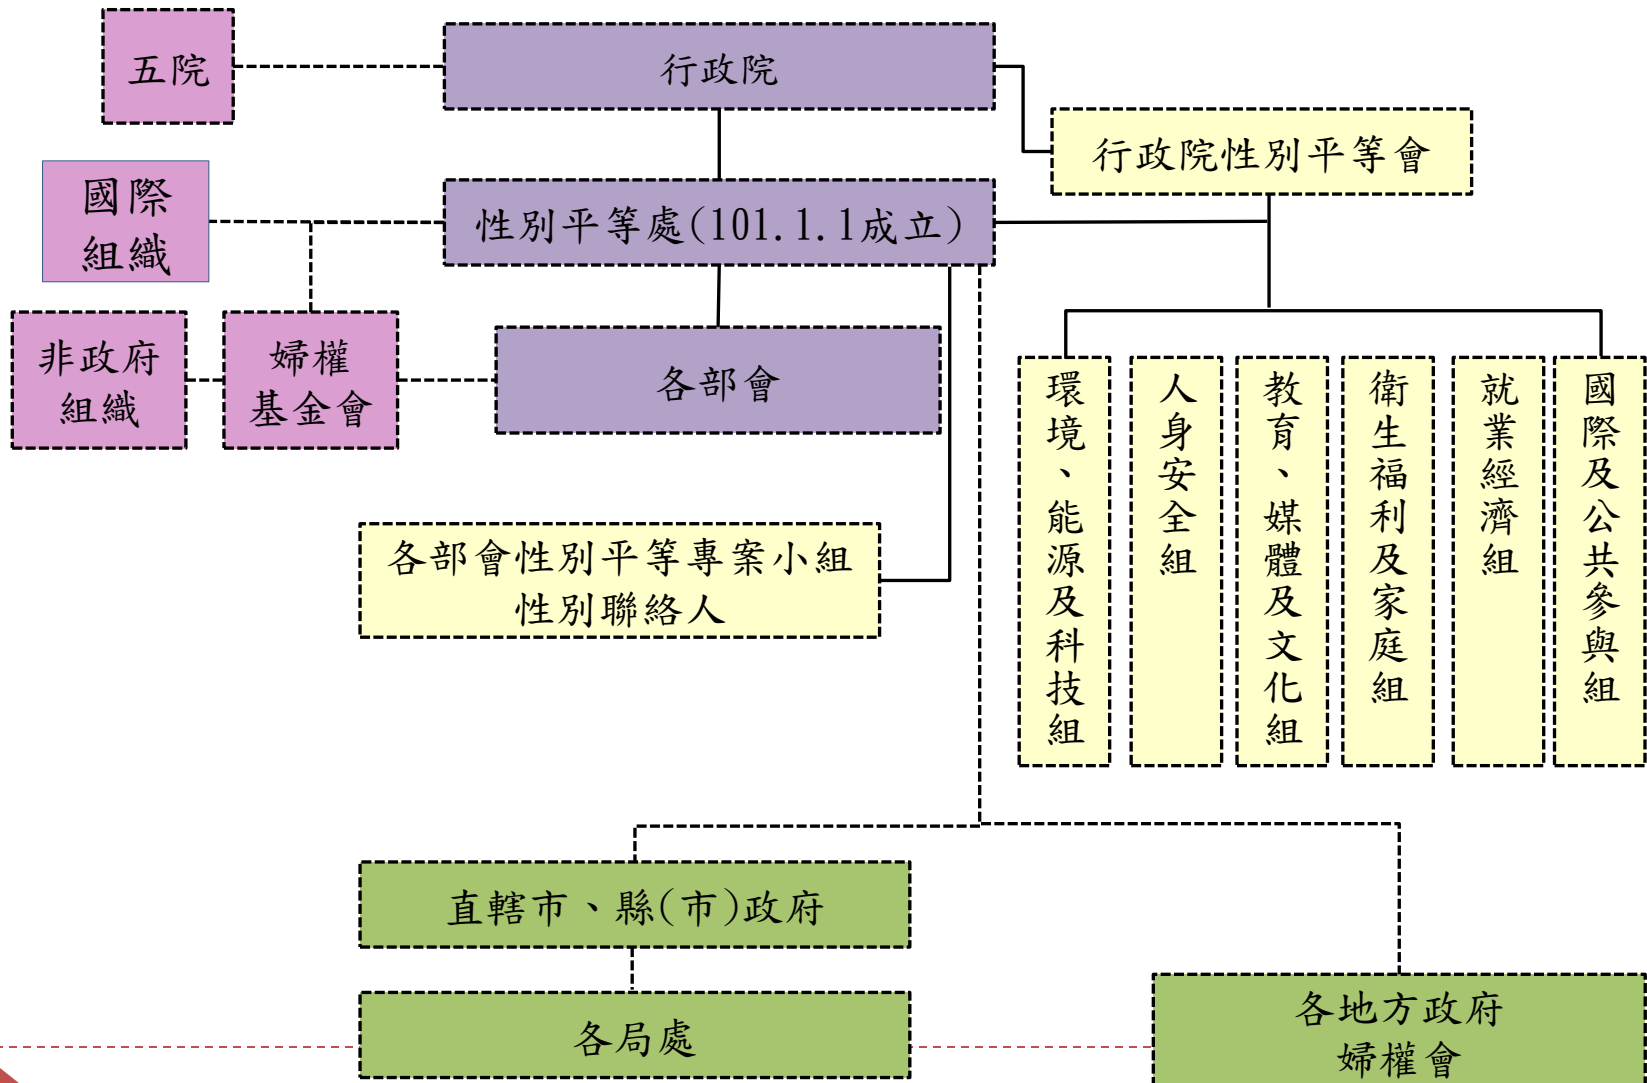 五院
行政院
行政院性別平等會
國際
組織
性別平等處(101.1.1成立)
非政府
組織
婦權
基金會
各部會
環境、能源及科技組
人身安全組
教育、媒體及文化組
衛生福利及家庭組
就業經濟組
國際及公共參與組
各部會性別平等專案小組
性別聯絡人
直轄市、縣(市)政府
各局處
各地方政府
婦權會